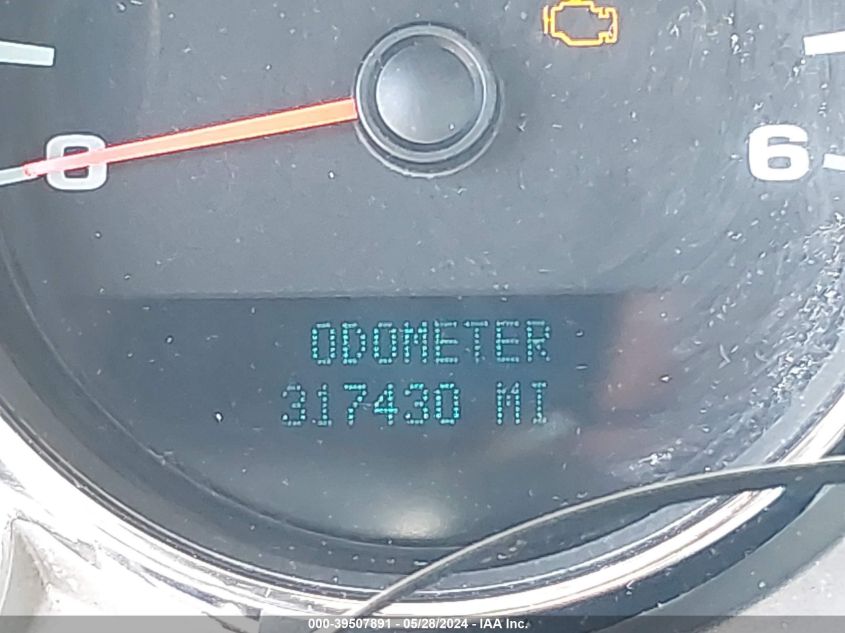 0
6
ODOMETER
317430 MI
000-39507891 - 05/28/2024 - IAA Inc.